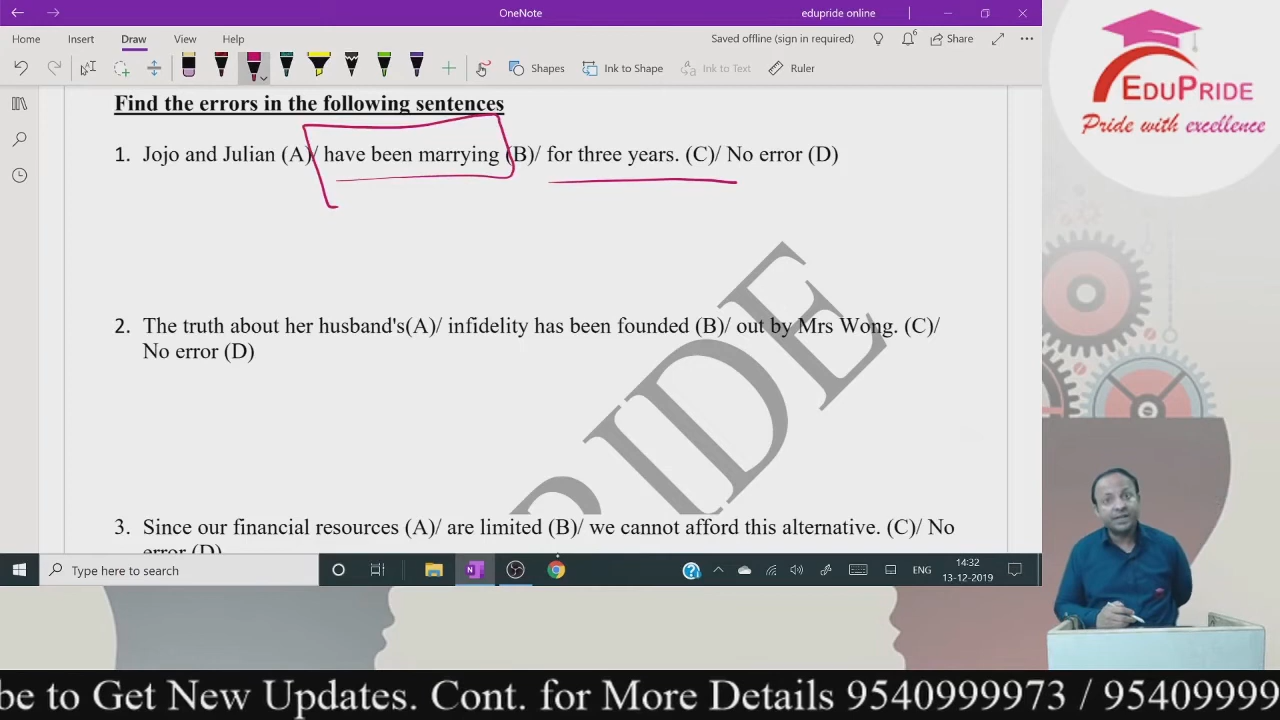 OneNote
edupride online
Home Insert Draw View Help
Saved offline (sign in required)
6
Share
Shapes
Ink to Shape
Ink to Text
Ruler
EDUPRIDE
Pride with excellence
Find the errors in the following sentences
1. Jojo and Julian (A)/ have been marrying (B)/ for three years. (C)/ No error (D)
2. The truth about her husband's(A)/ infidelity has been founded (B)/ out by Mrs Wong. (C)/
No error (D)
3. Since our financial resources (A)/ are limited (B)/ we cannot afford this alternative. (C)/ No
error (D)
RIDE
Type here to search
ENG
14:32
13-12-2019
be to Get New Updates. Cont. for More Details 9540999973 / 95409999